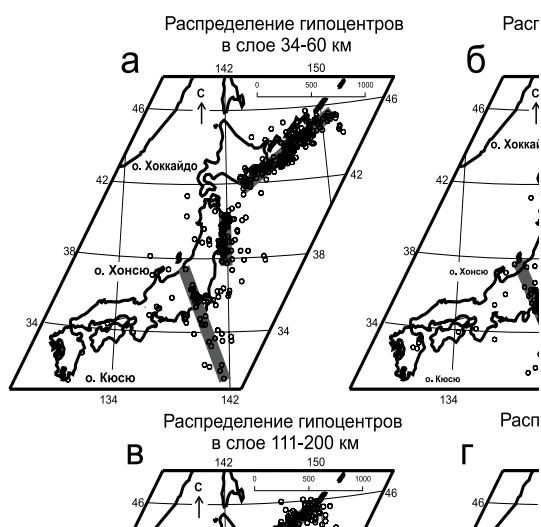 Распределение гипоцентров
в слое 34-60 км
а
142
150
0 500 1000
46
46
С
о. Хоккайдо
42
42
38
38
о. Хонсю
34
34
о. Кюсю
134
142
Расп
б
134
46
С
о. Хоккай
42
38
о. Хонсю
34
о. Кюсю
Распределение гипоцентров
в слое 111-200 км
в
142
150
0 500 1000
46
46
С
Расп
г
46
С